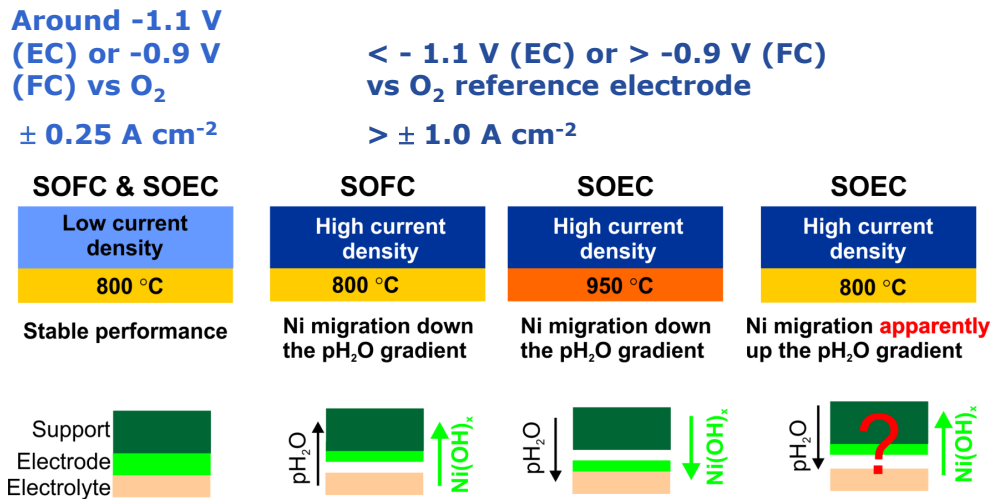 Around -1.1 V
(EC) or -0.9 V
(FC) vs O₂
± 0.25 A cm⁻²
< - 1.1 V (EC) or > -0.9 V (FC)
vs O₂ reference electrode
> ± 1.0 A cm⁻²
SOFC & SOEC
Low current
density
800 °C
Stable performance
SOFC
High current
density
800 °C
Ni migration down
the pH₂O gradient
SOEC
High current
density
950 °C
Ni migration down
the pH₂O gradient
SOEC
High current
density
800 °C
Ni migration apparently
up the pH₂O gradient
Support
Electrode
Electrolyte
pH₂O
Ni(OH)ₓ
pH₂O
Ni(OH)ₓ
pH₂O
?
Ni(OH)ₓ